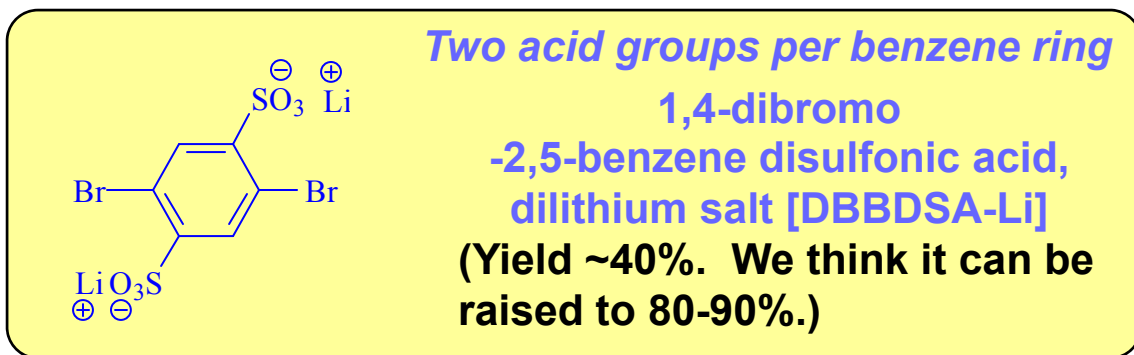 Two acid groups per benzene ring
1,4-dibromo
-2,5-benzene disulfonic acid,
dilithium salt [DBBDSA-Li]
(Yield ~40%.  We think it can be
raised to 80-90%.)
⊖ ⊕
SO₃ Li
Br
Br
Li O₃S
⊕ ⊖